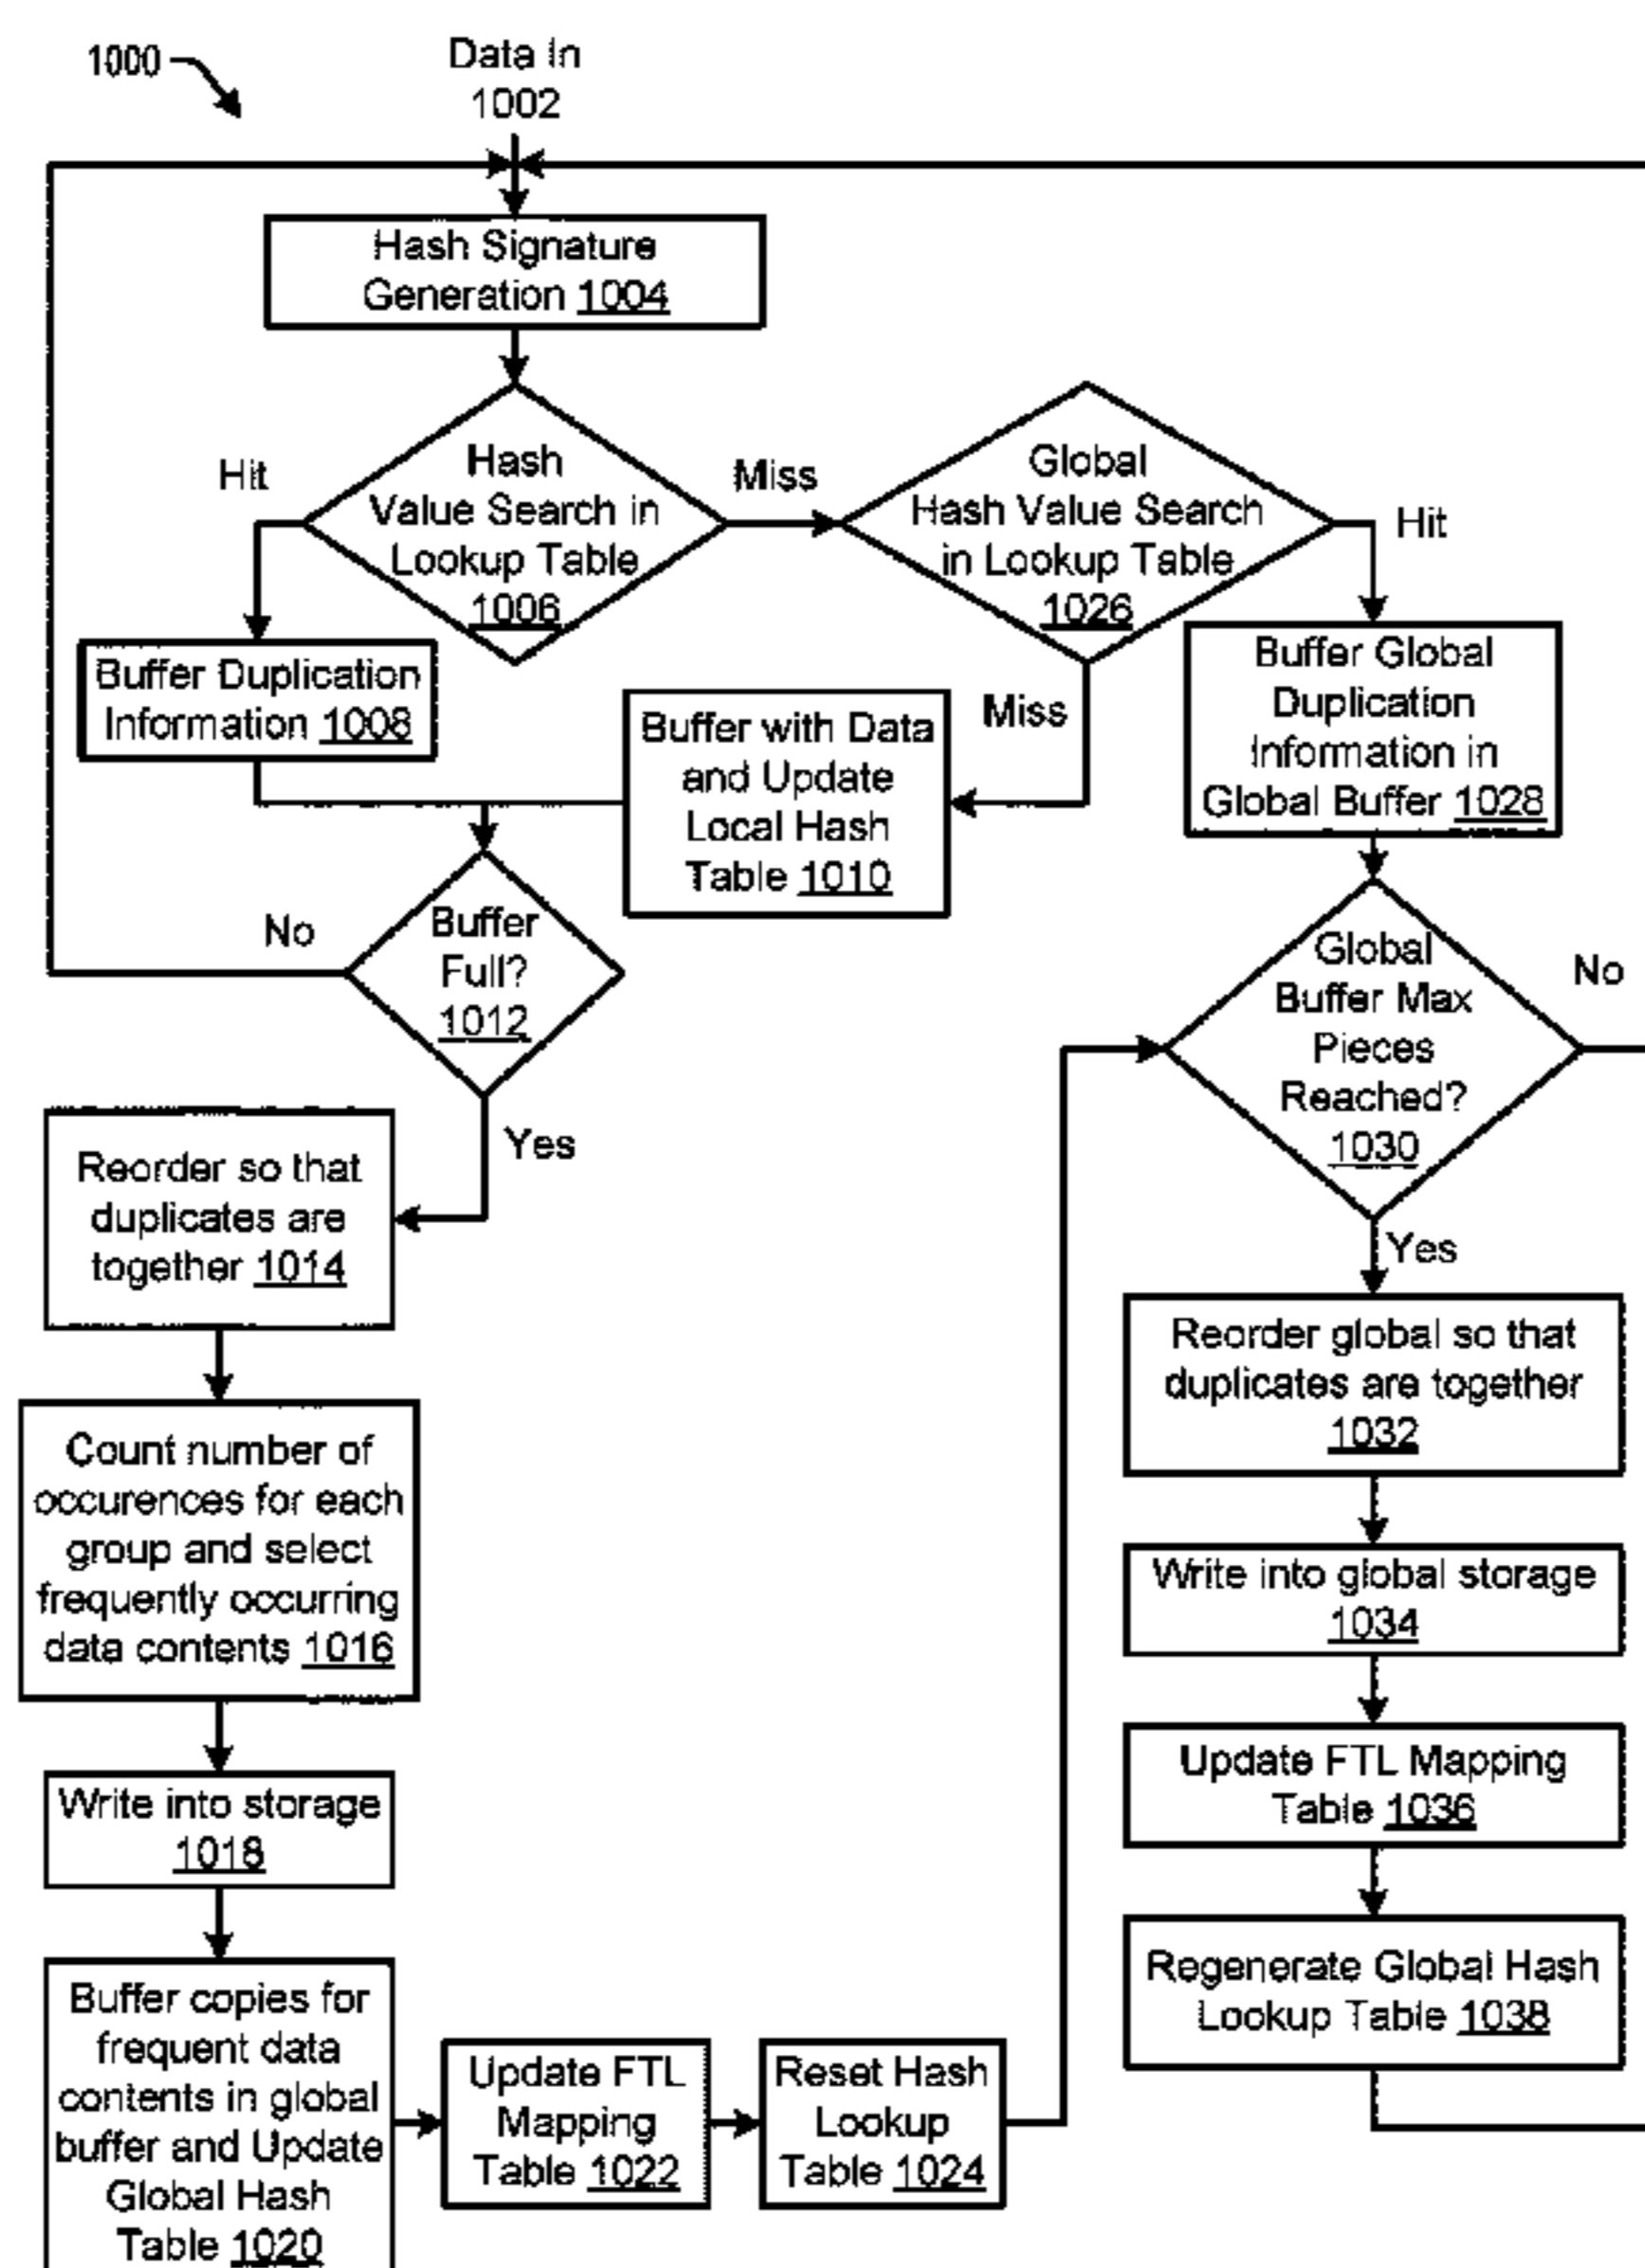 1000
Data In
1002
Hash Signature
Generation 1004
Hash
Value Search in
Lookup Table
1006
Hit
Miss
Global
Hash Value Search
in Lookup Table
1026
Hit
Miss
Buffer Duplication
Information 1008
Buffer with Data
and Update
Local Hash
Table 1010
Buffer Global
Duplication
Information in
Global Buffer 1028
Buffer
Full?
1012
No
Yes
Global
Buffer Max
Pieces
Reached?
1030
No
Yes
Reorder so that
duplicates are
together 1014
Count number of
occurences for each
group and select
frequently occurring
data contents 1016
Write into storage
1018
Buffer copies for
frequent data
contents in global
buffer and Update
Global Hash
Table 1020
Update FTL
Mapping
Table 1022
Reset Hash
Lookup
Table 1024
Reorder global so that
duplicates are together
1032
Write into global storage
1034
Update FTL Mapping
Table 1036
Regenerate Global Hash
Lookup Table 1038